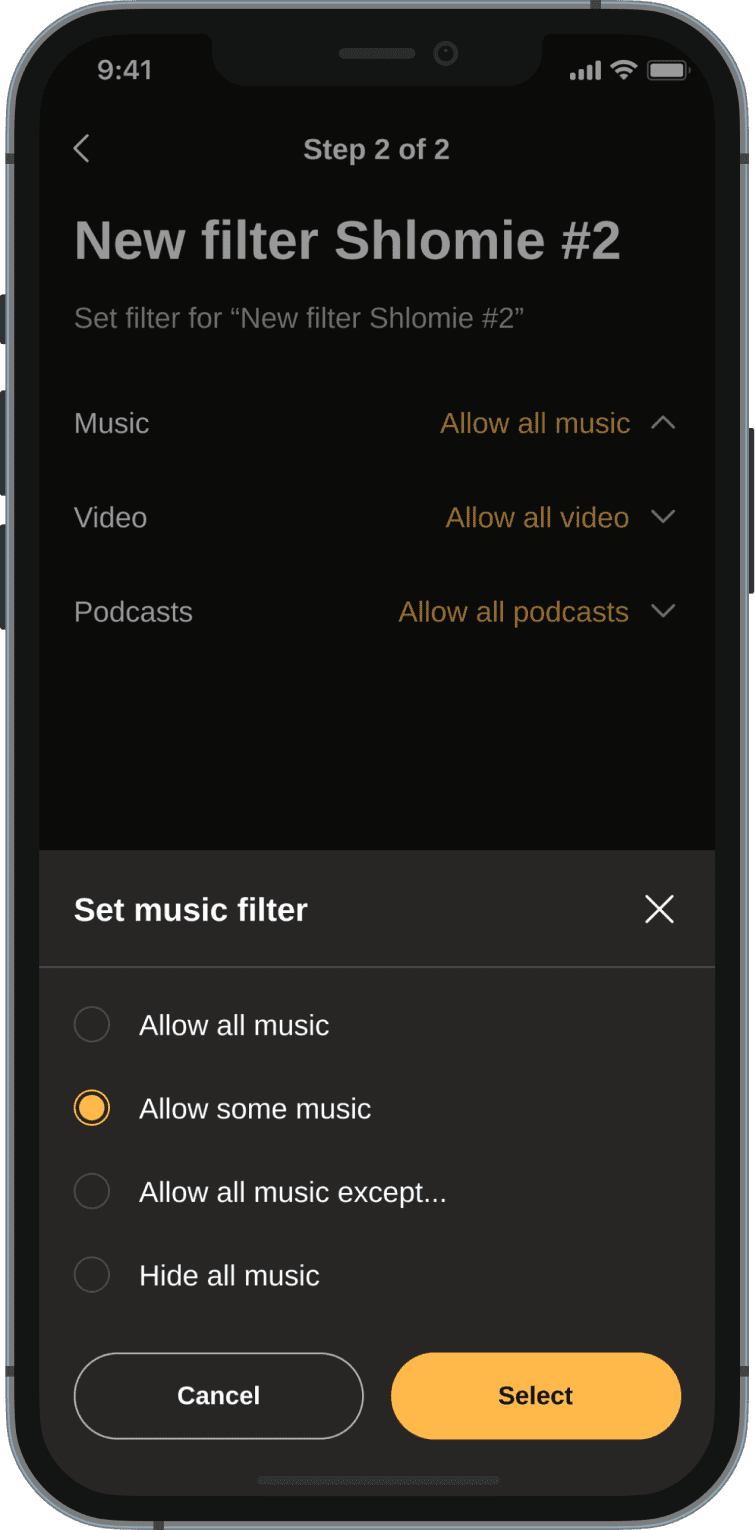 9:41
Step 2 of 2
New filter Shlomie #2
Set filter for “New filter Shlomie #2”
Music Allow all music
Video Allow all video
Podcasts Allow all podcasts
Set music filter
Allow all music
Allow some music
Allow all music except...
Hide all music
Cancel Select